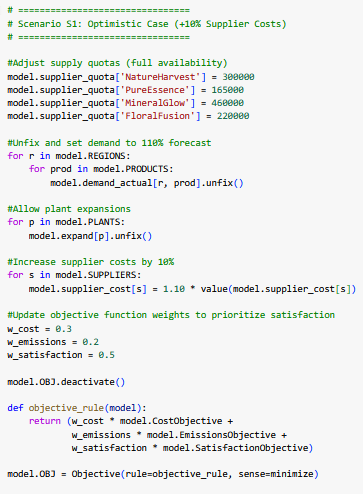 # ================================
# Scenario S1: Optimistic Case (+10% Supplier Costs)
# ================================
#Adjust supply quotas (full availability)
model.supplier_quota['NatureHarvest'] = 300000
model.supplier_quota['PureEssence'] = 165000
model.supplier_quota['MineralGlow'] = 460000
model.supplier_quota['FloralFusion'] = 220000
#Unfix and set demand to 110% forecast
for r in model.REGIONS:
    for prod in model.PRODUCTS:
        model.demand_actual[r, prod].unfix()
#Allow plant expansions
for p in model.PLANTS:
    model.expand[p].unfix()
#Increase supplier costs by 10%
for s in model.SUPPLIERS:
    model.supplier_cost[s] = 1.10 * value(model.supplier_cost[s])
#Update objective function weights to prioritize satisfaction
w_cost = 0.3
w_emissions = 0.2
w_satisfaction = 0.5
model.OBJ.deactivate()
def objective_rule(model):
    return (w_cost * model.CostObjective +
            w_emissions * model.EmissionsObjective +
            w_satisfaction * model.SatisfactionObjective)
model.OBJ = Objective(rule=objective_rule, sense=minimize)